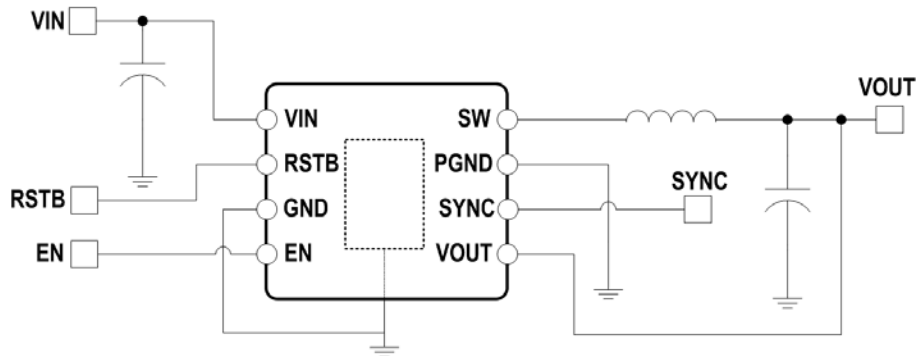 VIN
VOUT
VIN SW
RSTB PGND
SYNC
RSTB
GND SYNC
EN
EN VOUT